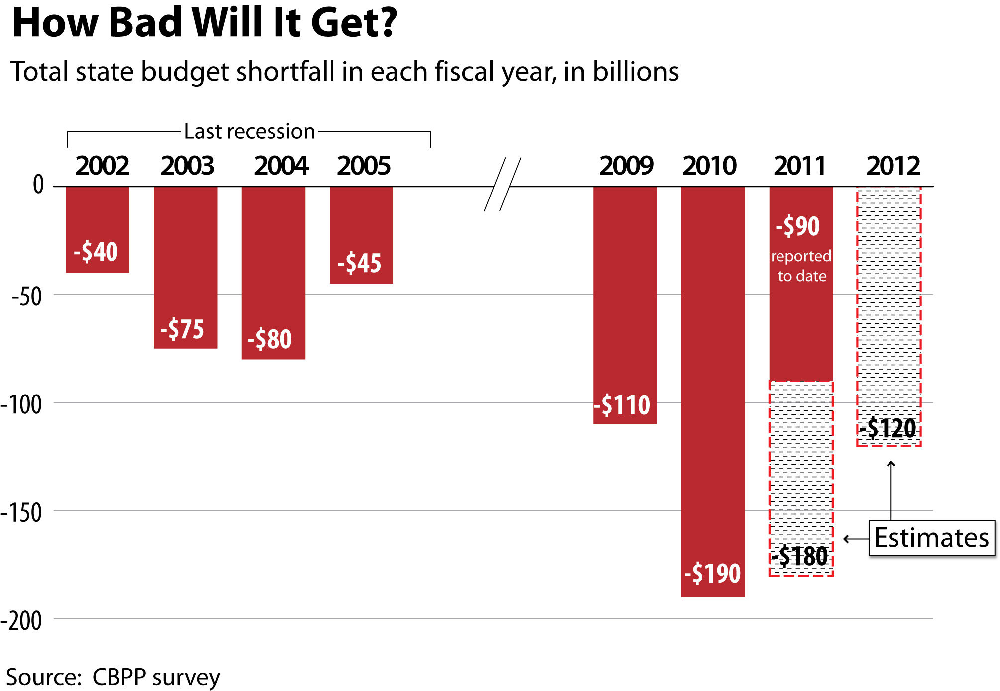 How Bad Will It Get?
Total state budget shortfall in each fiscal year, in billions
Last recession
2002 2003 2004 2005 2009 2010 2011 2012
0
-$90
reported
to date
-$40
-$45
-50
-$75
-$80
-100
-$110
-$120
-150
Estimates
-$180
-$190
-200
Source: CBPP survey